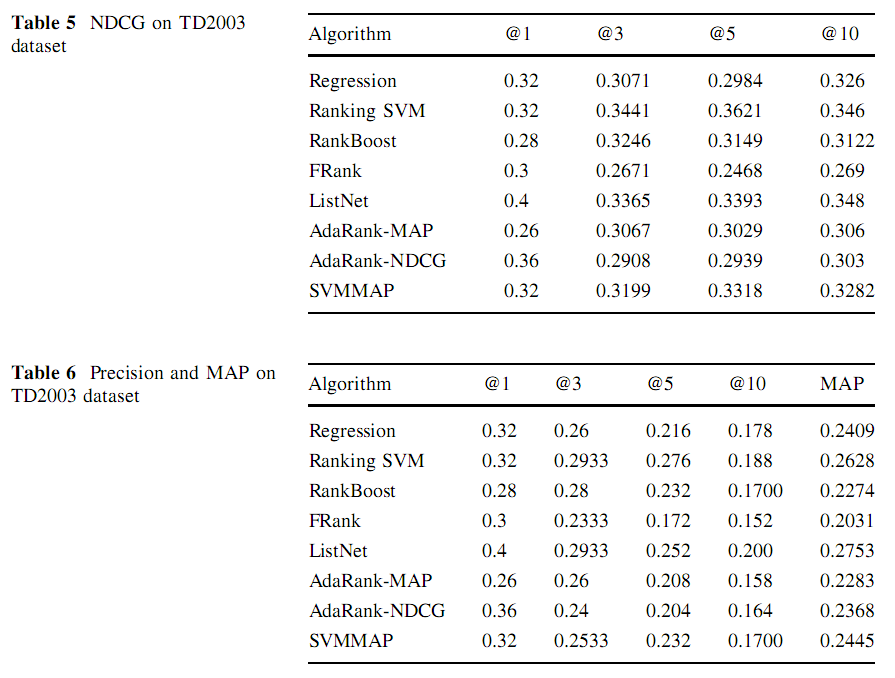 Table 5 NDCG on TD2003
dataset
Algorithm @1 @3 @5 @10
Regression 0.32 0.3071 0.2984 0.326
Ranking SVM 0.32 0.3441 0.3621 0.346
RankBoost 0.28 0.3246 0.3149 0.3122
FRank 0.3 0.2671 0.2468 0.269
ListNet 0.4 0.3365 0.3393 0.348
AdaRank-MAP 0.26 0.3067 0.3029 0.306
AdaRank-NDCG 0.36 0.2908 0.2939 0.303
SVMMAP 0.32 0.3199 0.3318 0.3282
Table 6 Precision and MAP on
TD2003 dataset
Algorithm @1 @3 @5 @10 MAP
Regression 0.32 0.26 0.216 0.178 0.2409
Ranking SVM 0.32 0.2933 0.276 0.188 0.2628
RankBoost 0.28 0.28 0.232 0.1700 0.2274
FRank 0.3 0.2333 0.172 0.152 0.2031
ListNet 0.4 0.2933 0.252 0.200 0.2753
AdaRank-MAP 0.26 0.26 0.208 0.158 0.2283
AdaRank-NDCG 0.36 0.24 0.204 0.164 0.2368
SVMMAP 0.32 0.2533 0.232 0.1700 0.2445